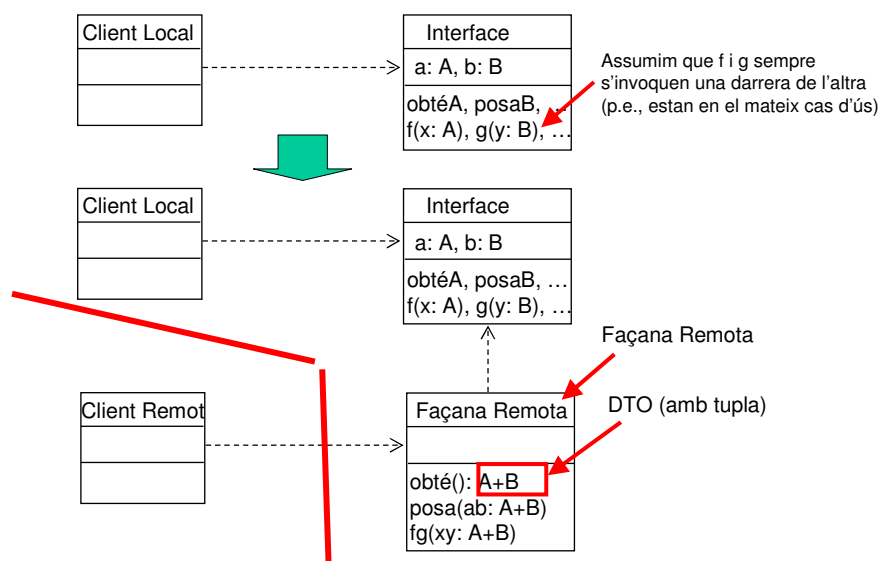 Client Local
Interface
a: A, b: B
obtéA, posaB, …
f(x: A), g(y: B), …
Assumim que f i g sempre
s'invoquen una darrera de l'altra
(p.e., estan en el mateix cas d'ús)
Client Local
Interface
a: A, b: B
obtéA, posaB, …
f(x: A), g(y: B), …
Façana Remota
Client Remot
Façana Remota
DTO (amb tupla)
obté(): A+B
posa(ab: A+B)
fg(xy: A+B)